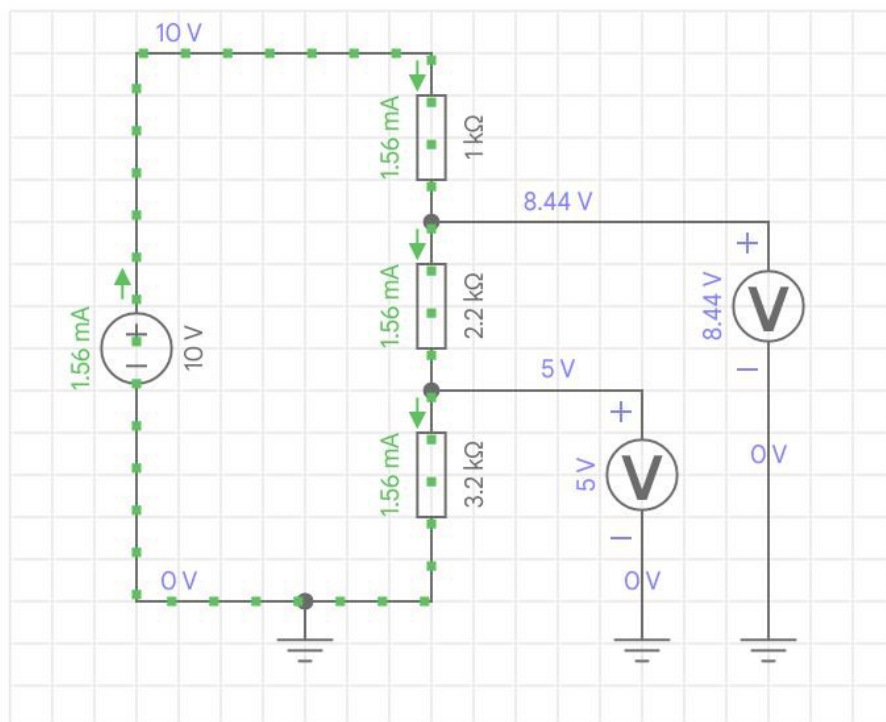 10 V
1.56 mA
1 kΩ
8.44 V
+
1.56 mA
2.2 kΩ
8.44 V
V
−
1.56 mA
+
−
10 V
5 V
+
1.56 mA
3.2 kΩ
5 V
V
−
0 V
0 V
0 V